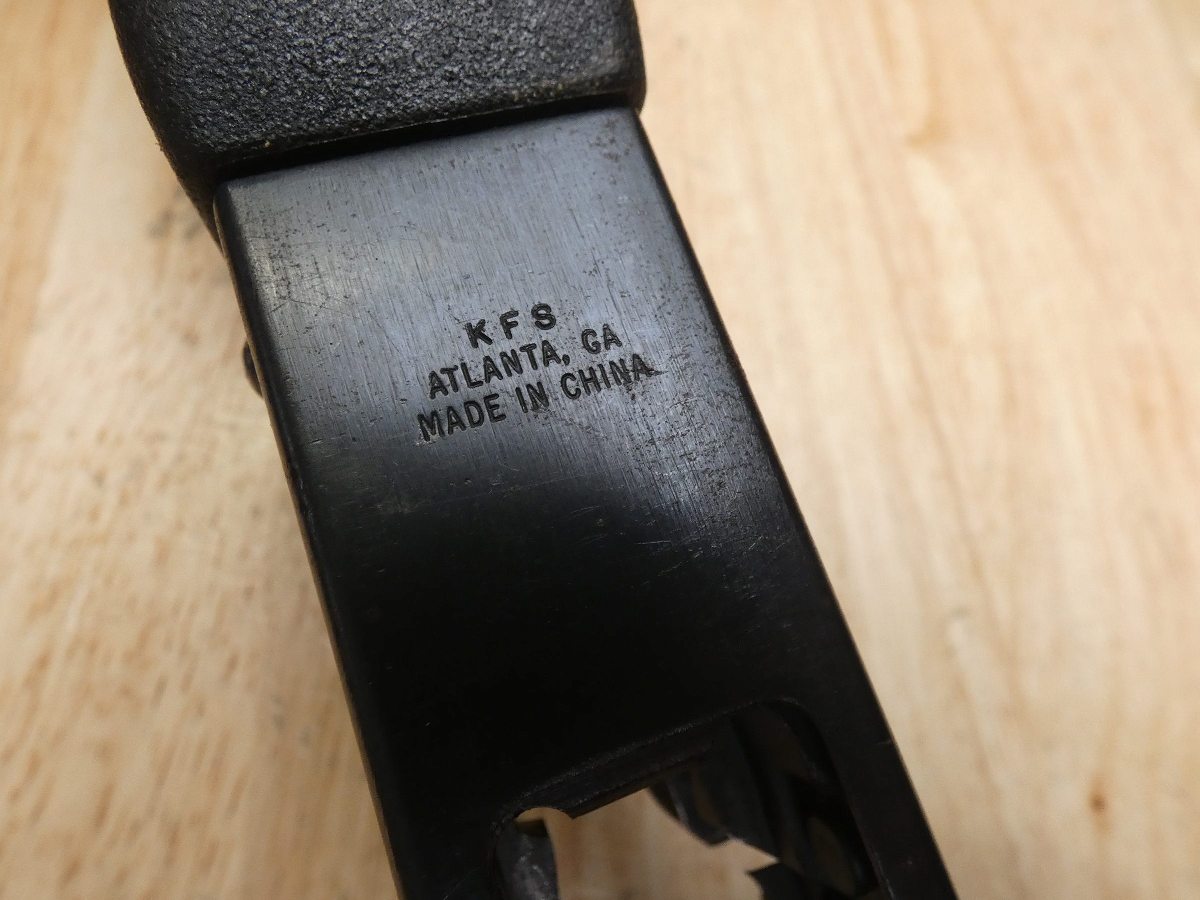 KFS
ATLANTA, GA
MADE IN CHINA